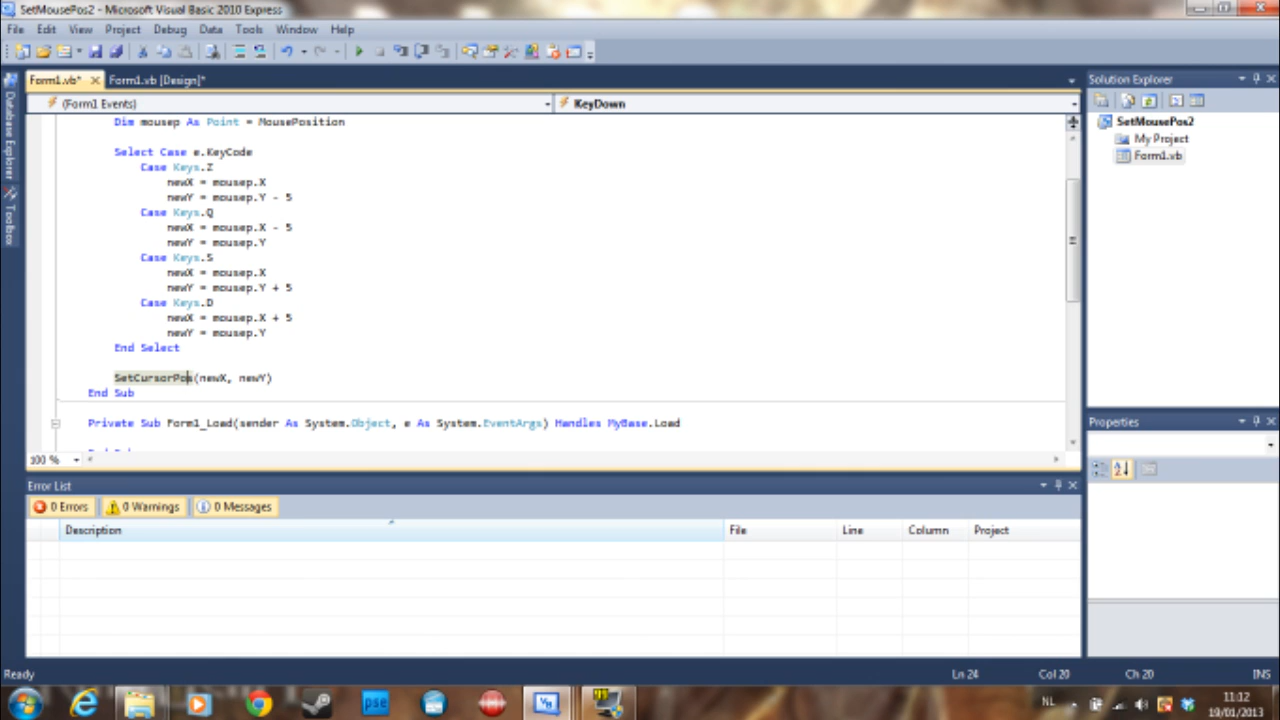 SetMousePos2 - Microsoft Visual Basic 2010 Express
File Edit View Project Debug Data Tools Window Help
Form1.vb* Form1.vb [Design]*
Solution Explorer
(Form1 Events) KeyDown
Database Explorer
Toolbox
Dim mousep As Point = MousePosition
Select Case e.KeyCode
Case Keys.Z
newX = mousep.X
newY = mousep.Y - 5
Case Keys.Q
newX = mousep.X - 5
newY = mousep.Y
Case Keys.S
newX = mousep.X
newY = mousep.Y + 5
Case Keys.D
newX = mousep.X + 5
newY = mousep.Y
End Select
SetCursorPos(newX, newY)
End Sub
Private Sub Form1_Load(sender As System.Object, e As System.EventArgs) Handles MyBase.Load
100 %
SetMousePos2
My Project
Form1.vb
Properties
Error List
0 Errors 0 Warnings 0 Messages
Description File Line Column Project
Ready Ln 24 Col 20 Ch 20 INS
pse
NL
11:12
19/01/2013